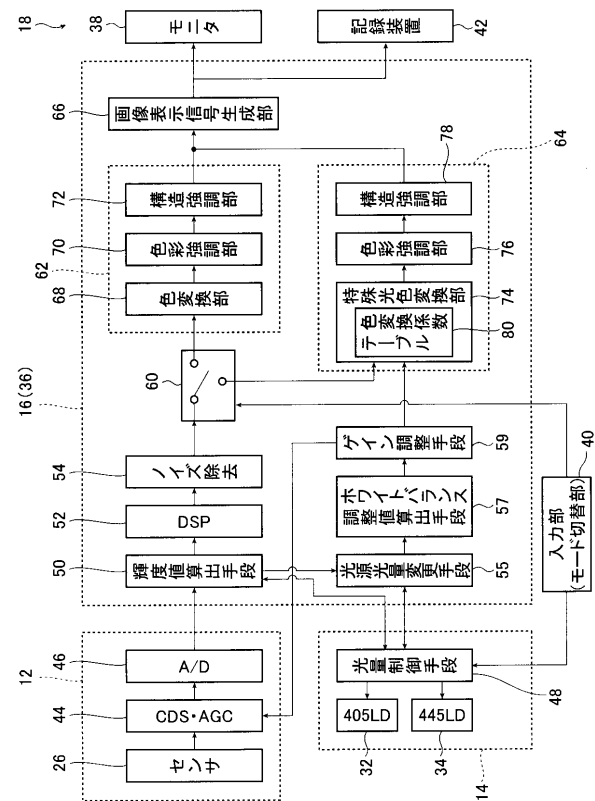 18
モニタ
38
記録装置
42
66
画像表示信号生成部
62
72
構造強調部
70
色彩強調部
68
色変換部
64
78
構造強調部
色彩強調部
76
特殊光色変換部
74
色変換係数
テーブル
80
16(36)
60
54
ノイズ除去
52
DSP
50
輝度値算出手段
ゲイン調整手段
59
ホワイトバランス
調整値算出手段
57
光源光量変更手段
55
入力部
(モード切替部)
40
12
46
A/D
44
CDS・AGC
26
センサ
光量制御手段
48
405LD
32
445LD
34
14